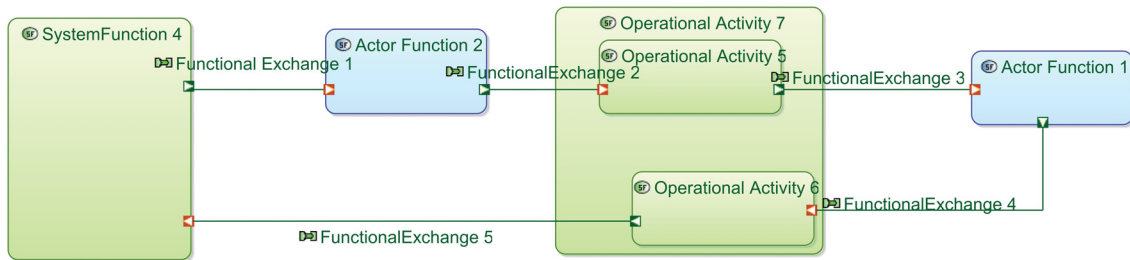 SystemFunction 4
Functional Exchange 1
Actor Function 2
FunctionalExchange 2
Operational Activity 7
Operational Activity 5
FunctionalExchange 3
Actor Function 1
Operational Activity 6
FunctionalExchange 4
FunctionalExchange 5